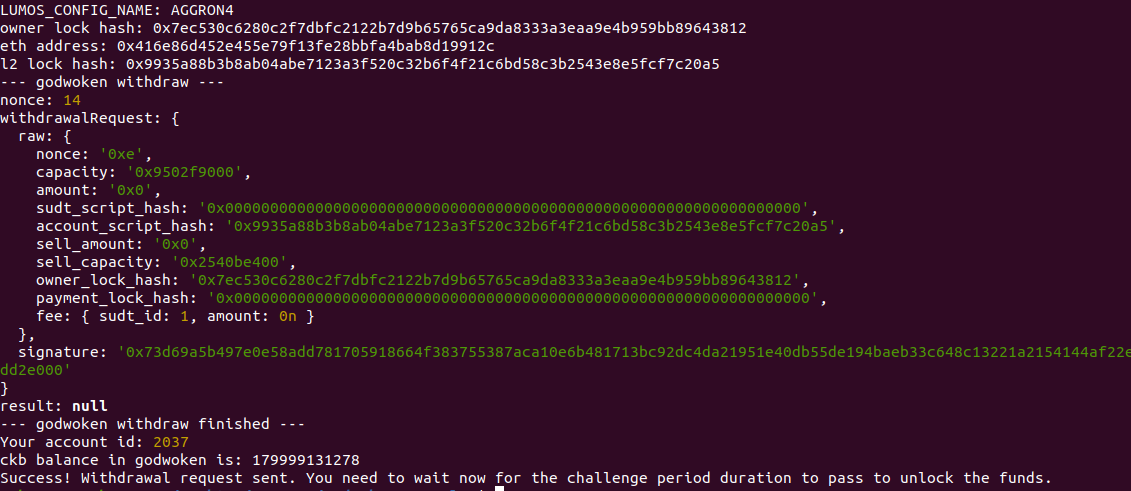 LUMOS_CONFIG_NAME: AGGRON4
owner lock hash: 0x7ec530c6280c2f7dbfc2122b7d9b65765ca9da8333a3eaa9e4b959bb89643812
eth address: 0x416e86d452e455e79f13fe28bbfa4bab8d19912c
l2 lock hash: 0x9935a88b3b8ab04abe7123a3f520c32b6f4f21c6bd58c3b2543e8e5fcf7c20a5
--- godwoken withdraw ---
nonce: 14
withdrawalRequest: {
  raw: {
    nonce: '0xe',
    capacity: '0x9502f9000',
    amount: '0x0',
    sudt_script_hash: '0x0000000000000000000000000000000000000000000000000000000000000000',
    account_script_hash: '0x9935a88b3b8ab04abe7123a3f520c32b6f4f21c6bd58c3b2543e8e5fcf7c20a5',
    sell_amount: '0x0',
    sell_capacity: '0x2540be400',
    owner_lock_hash: '0x7ec530c6280c2f7dbfc2122b7d9b65765ca9da8333a3eaa9e4b959bb89643812',
    payment_lock_hash: '0x0000000000000000000000000000000000000000000000000000000000000000',
    fee: { sudt_id: 1, amount: 0n }
  },
  signature: '0x73d69a5b497e0e58add781705918664f383755387aca10e6b481713bc92dc4da21951e40db55de194baeb33c648c13221a2154144af22e
dd2e000'
}
result: null
--- godwoken withdraw finished ---
Your account id: 2037
ckb balance in godwoken is: 179999131278
Success! Withdrawal request sent. You need to wait now for the challenge period duration to pass to unlock the funds.